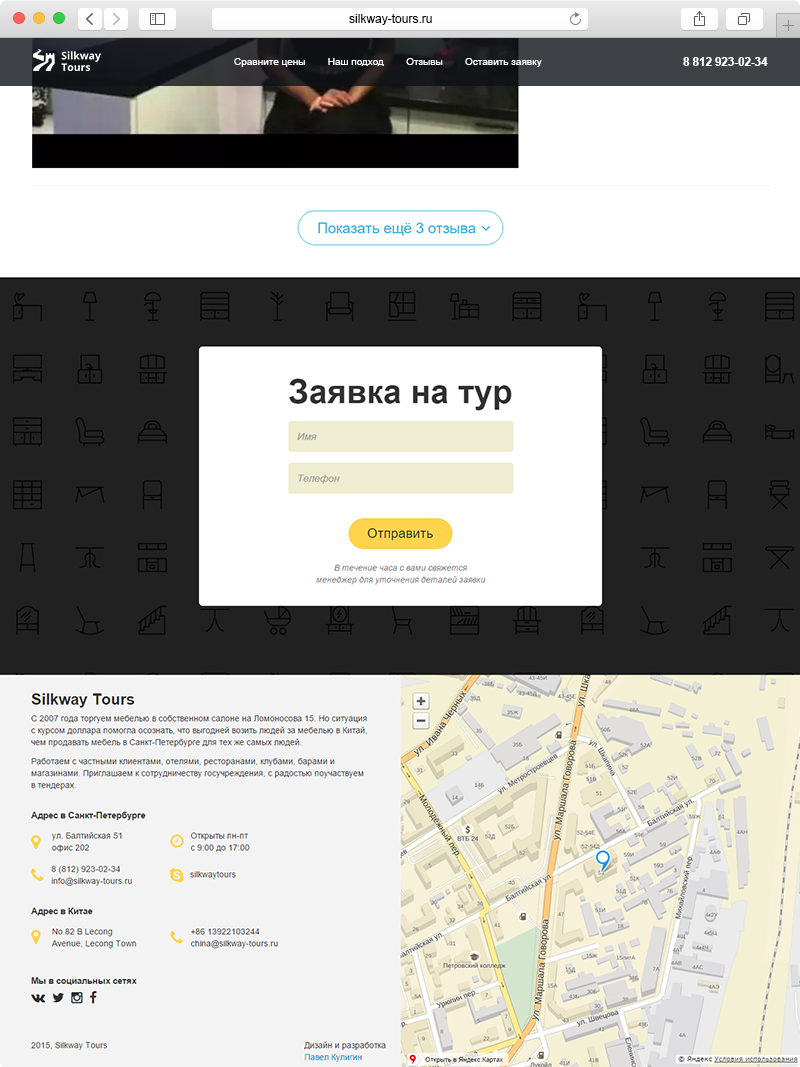 silkway-tours.ru
Silkway
Tours
Сравните цены
Наш подход
Отзывы
Оставить заявку
8 812 923-02-34
Показать ещё 3 отзыва
Заявка на тур
Имя
Телефон
Отправить
В течение часа с вами свяжется
менеджер для уточнения деталей заявки
Silkway Tours
С 2007 года торгуем мебелью в собственном салоне на Ломоносова 15. Но ситуация
с курсом доллара помогла осознать, что выгодней возить людей за мебелью в Китай,
чем продавать мебель в Санкт-Петербурге для тех же самых людей.
Работаем с частными клиентами, отелями, ресторанами, клубами, барами и
магазинами. Приглашаем к сотрудничеству госучреждения, с радостью поучаствуем
в тендерах.
Адрес в Санкт-Петербурге
ул. Балтийская 51
офис 202
Открыты пн-пт
с 9:00 до 17:00
8 (812) 923-02-34
info@silkway-tours.ru
silkwaytours
Адрес в Китае
No.82 B Lecong
Avenue, Lecong Town
+86 13922103244
china@silkway-tours.ru
Мы в социальных сетях
2015, Silkway Tours
Дизайн и разработка
Павел Кулигин
ул. Ивана Черных
ул. Метростроевцев
ул. Шкапина
ул. Маршала Говорова
Молодёжный пер.
ВТБ 24
Балтийская ул.
Балтийская ул.
Михайловский пер.
Петровский колледж
Урюпин пер.
ул. Маршала Говорова
ул. Швецова
Открыть в Яндекс.Картах
© Яндекс Условия использования